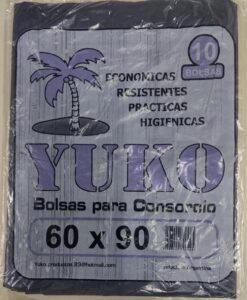 10
BOLSAS
ECONOMICAS
RESISTENTES
PRACTICAS
HIGIENICAS
YUKO
Bolsas para Consorcio
60 x 90